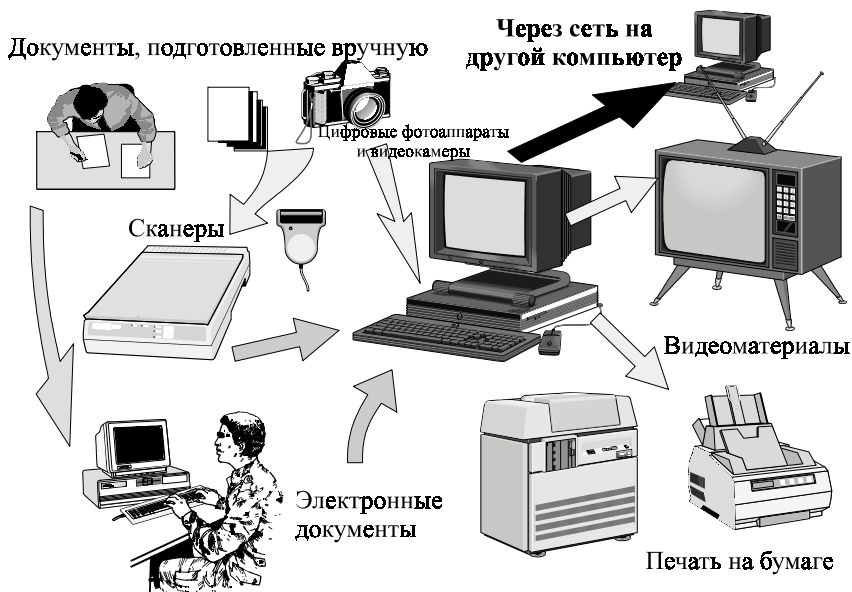 Документы, подготовленные вручную
Через сеть на
другой компьютер
Цифровые фотоаппараты
и видеокамеры
Сканеры
Видеоматериалы
Электронные
документы
Печать на бумаге